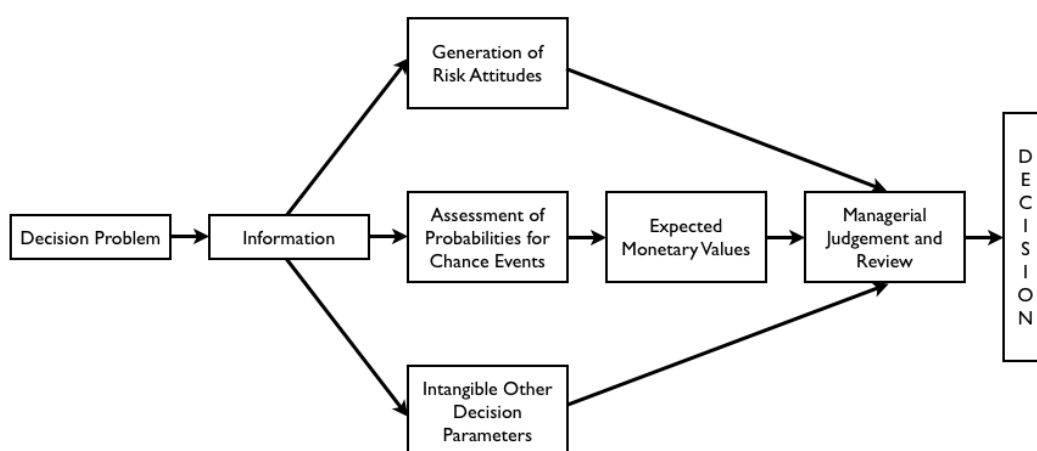 Generation of
Risk Attitudes
Decision Problem
Information
Assessment of
Probabilities for
Chance Events
Expected
Monetary Values
Managerial
Judgement and
Review
Intangible Other
Decision
Parameters
DECISION